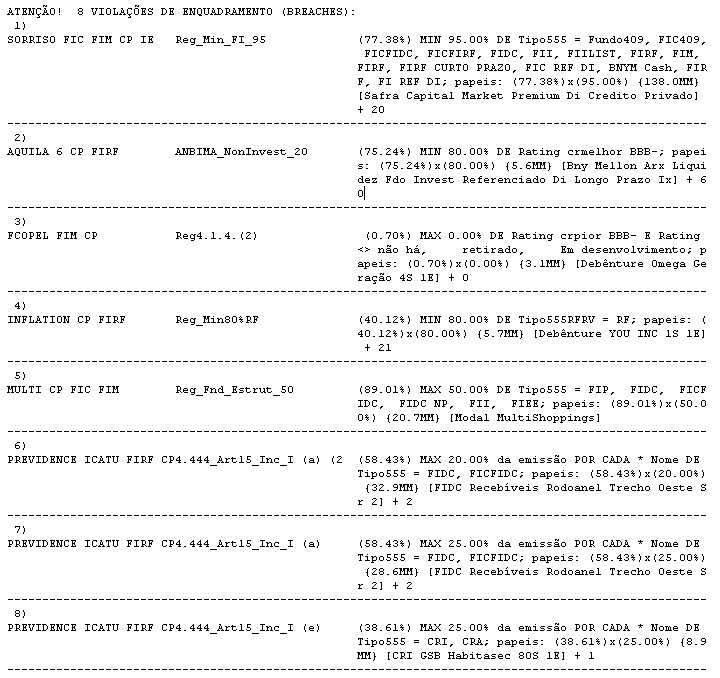 ATENÇÃO!  8 VIOLAÇÕES DE ENQUADRAMENTO (BREACHES):
1)
SORRISO FIC FIM CP IE   Reg_Min_FI_95   (77.38%) MIN 95.00% DE Tipo555 = Fundo409, FIC409,
FICFIDC, FICFIRF, FIDC, FII, FIILIST, FIRF, FIM,
FIRF, FIRF CURTO PRAZO, FIC REF DI, BNYM Cash, FIR
F, FI REF DI; papeis: (77.38%)x(95.00%) {138.0MM}
[Safra Capital Market Premium Di Credito Privado]
+ 20
2)
AQUILA 6 CP FIRF   ANBIMA_NonInvest_20   (75.24%) MIN 80.00% DE Rating crmelhor BBB-; papei
s: (75.24%)x(80.00%) {5.6MM} [Bny Mellon Arx Liqui
dez Fdo Invest Referenciado Di Longo Prazo Ix] + 6
0
3)
FCOPEL FIM CP   Reg4.1.4.(2)   (0.70%) MAX 0.00% DE Rating crpior BBB- E Rating
<> não há,   retirado,   Em desenvolvimento; p
apeis: (0.70%)x(0.00%) {3.1MM} [Debênture Omega Ge
ração 4S 1E] + 0
4)
INFLATION CP FIRF   Reg_Min80%RF   (40.12%) MIN 80.00% DE Tipo555RFRV = RF; papeis: (
40.12%)x(80.00%) {5.7MM} [Debênture YOU INC 1S 1E]
+ 21
5)
MULTI CP FIC FIM   Reg_Fnd_Estrut_50   (89.01%) MAX 50.00% DE Tipo555 = FIP,  FIDC,  FICF
IDC,  FIDC NP,  FII,  FIEE; papeis: (89.01%)x(50.0
0%) {20.7MM} [Modal MultiShoppings]
6)
PREVIDENCE ICATU FIRF CP4.444_Art15_Inc_I (a) (2   (58.43%) MAX 20.00% da emissão POR CADA * Nome DE
Tipo555 = FIDC, FICFIDC; papeis: (58.43%)x(20.00%)
{32.9MM} [FIDC Recebíveis Rodoanel Trecho Oeste S
r 2] + 2
7)
PREVIDENCE ICATU FIRF CP4.444_Art15_Inc_I (a)   (58.43%) MAX 25.00% da emissão POR CADA * Nome DE
Tipo555 = FIDC, FICFIDC; papeis: (58.43%)x(25.00%)
{28.6MM} [FIDC Recebíveis Rodoanel Trecho Oeste S
r 2] + 2
8)
PREVIDENCE ICATU FIRF CP4.444_Art15_Inc_I (e)   (38.61%) MAX 25.00% da emissão POR CADA * Nome DE
Tipo555 = CRI, CRA; papeis: (38.61%)x(25.00%) {8.9
MM} [CRI GSB Habitasec 80S 1E] + 1